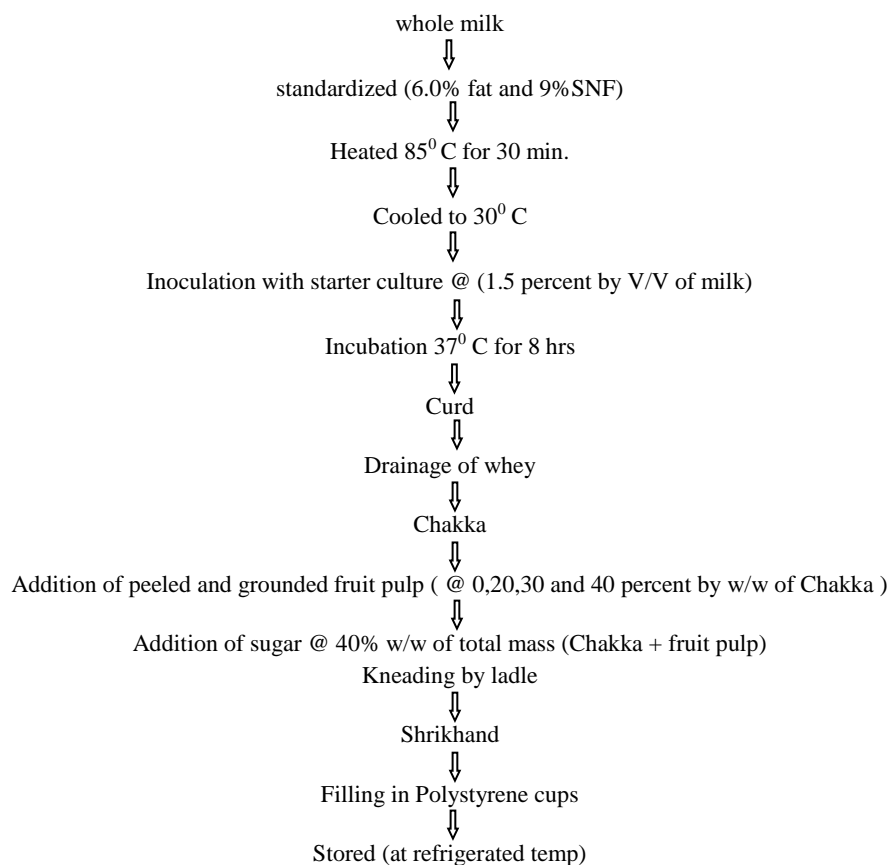 whole milk
standardized (6.0% fat and 9%SNF)
Heated 85⁰ C for 30 min.
Cooled to 30⁰ C
Inoculation with starter culture @ (1.5 percent by V/V of milk)
Incubation 37⁰ C for 8 hrs
Curd
Drainage of whey
Chakka
Addition of peeled and grounded fruit pulp ( @ 0,20,30 and 40 percent by w/w of Chakka )
Addition of sugar @ 40% w/w of total mass (Chakka + fruit pulp)
Kneading by ladle
Shrikhand
Filling in Polystyrene cups
Stored (at refrigerated temp)